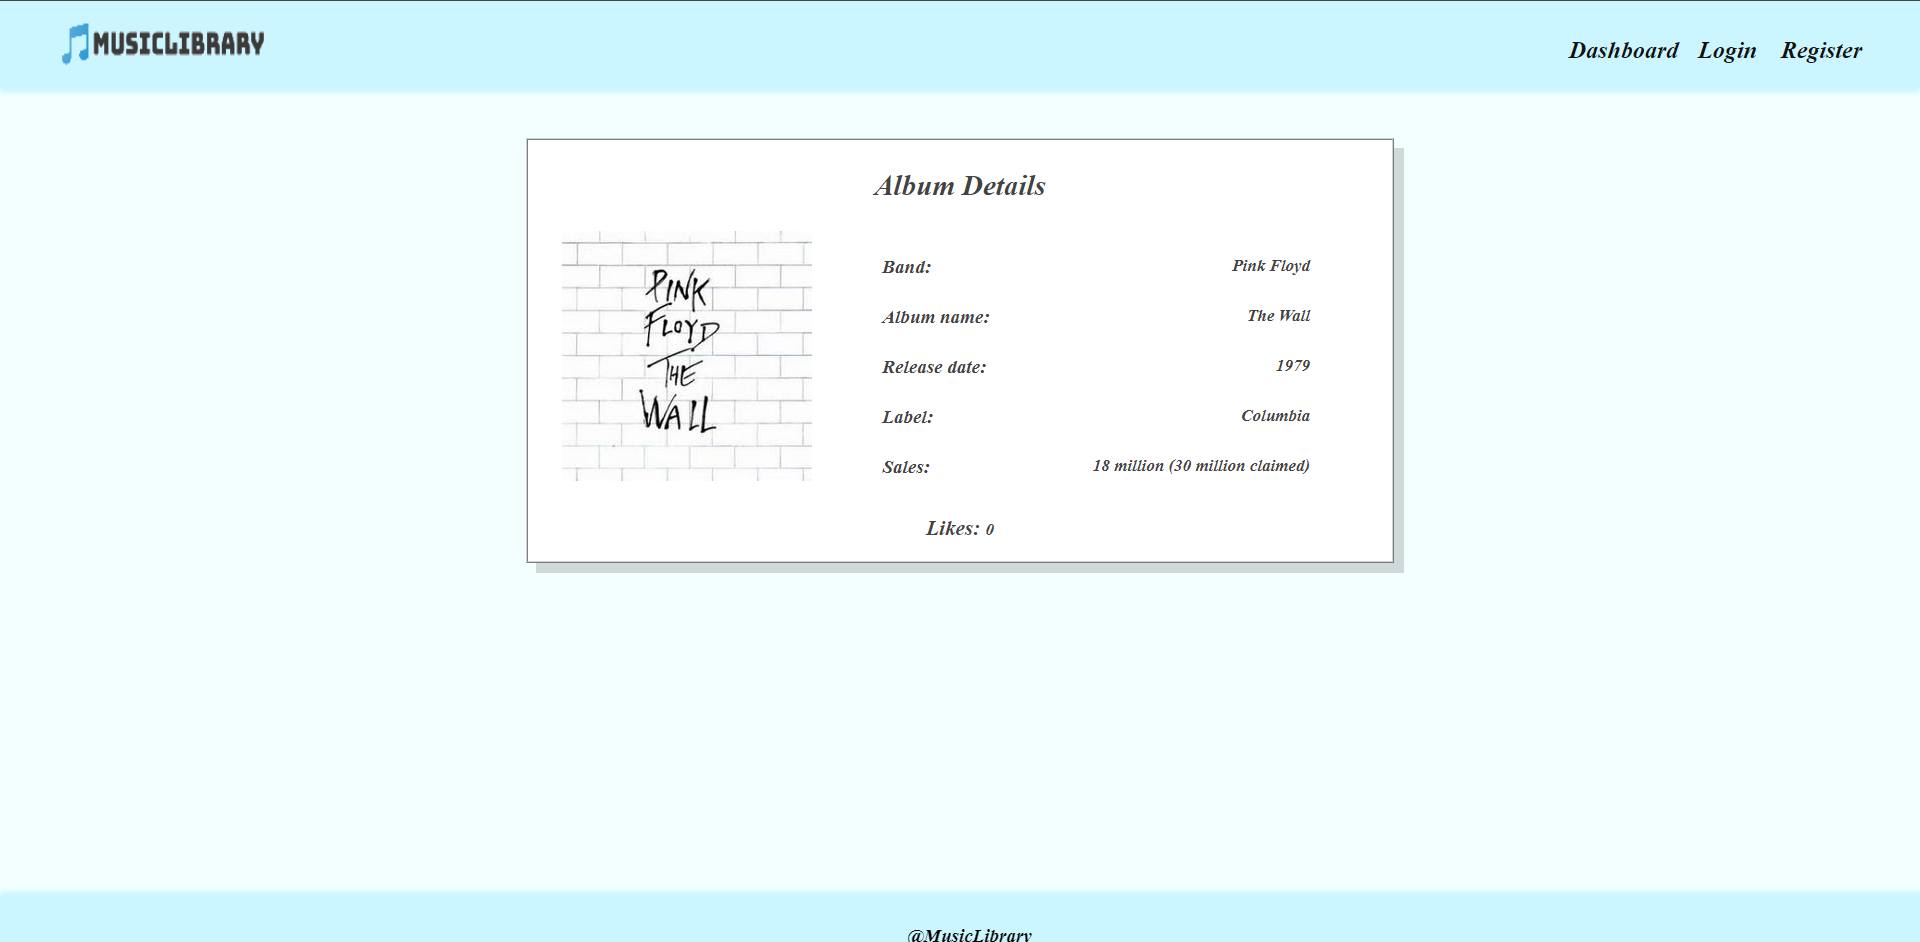 MUSICLIBRARY
Dashboard Login Register
Album Details
PINK
FLOYD
THE
WALL
Band: Pink Floyd
Album name: The Wall
Release date: 1979
Label: Columbia
Sales: 18 million (30 million claimed)
Likes: 0
@MusicLibrary